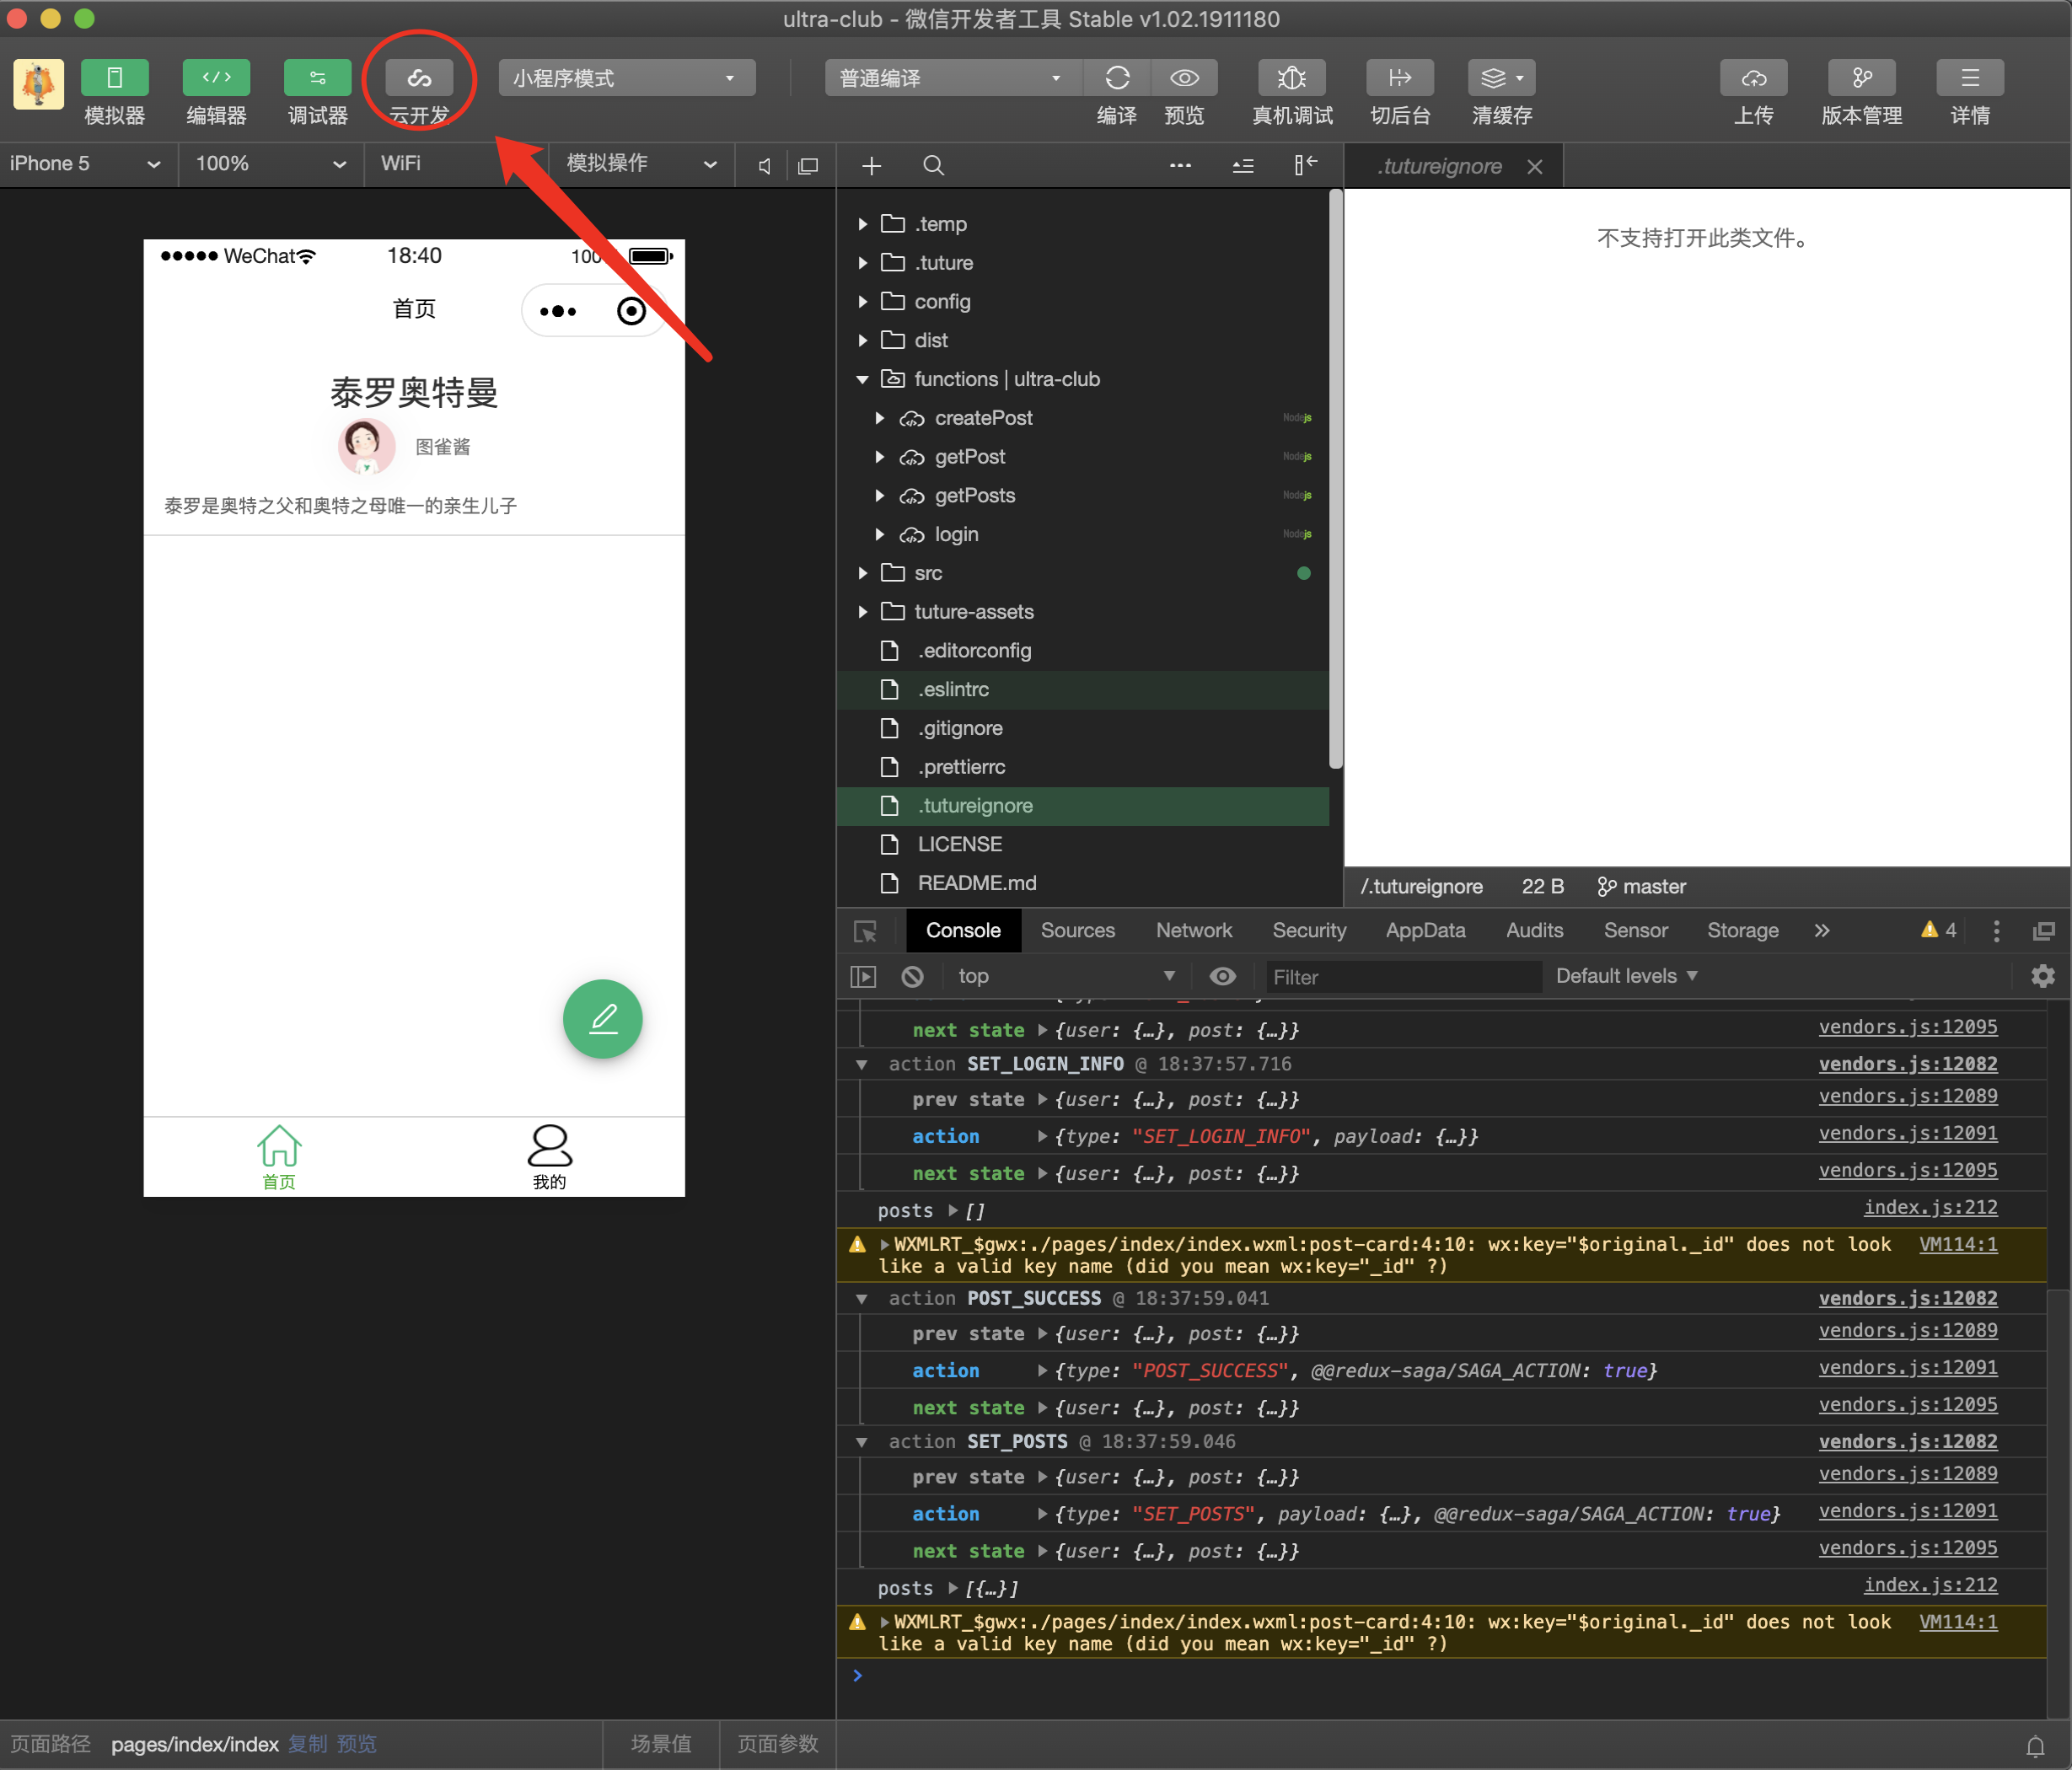 ultra-club - 微信开发者工具 Stable v1.02.1911180
模拟器 编辑器 调试器 云开发 小程序模式 普通编译 编译 预览 真机调试 切后台 清缓存 上传 版本管理 详情
iPhone 5 100% WiFi 模拟操作
.tutureignore
WeChat 18:40 100
首页
泰罗奥特曼
图雀酱
泰罗是奥特之父和奥特之母唯一的亲生儿子
首页 我的
.temp
.tuture
config
dist
functions | ultra-club
createPost Nodejs
getPost Nodejs
getPosts Nodejs
login Nodejs
src
tuture-assets
.editorconfig
.eslintrc
.gitignore
.prettierrc
.tutureignore
LICENSE
README.md
不支持打开此类文件。
/.tutureignore 22 B master
Console Sources Network Security AppData Audits Sensor Storage 4
top Filter Default levels
next state {user: {…}, post: {…}} vendors.js:12095
action SET_LOGIN_INFO @ 18:37:57.716 vendors.js:12082
prev state {user: {…}, post: {…}} vendors.js:12089
action {type: "SET_LOGIN_INFO", payload: {…}} vendors.js:12091
next state {user: {…}, post: {…}} vendors.js:12095
posts [] index.js:212
WXMLRT_$gwx:./pages/index/index.wxml:post-card:4:10: wx:key="$original._id" does not look VM114:1
like a valid key name (did you mean wx:key="_id" ?)
action POST_SUCCESS @ 18:37:59.041 vendors.js:12082
prev state {user: {…}, post: {…}} vendors.js:12089
action {type: "POST_SUCCESS", @@redux-saga/SAGA_ACTION: true} vendors.js:12091
next state {user: {…}, post: {…}} vendors.js:12095
action SET_POSTS @ 18:37:59.046 vendors.js:12082
prev state {user: {…}, post: {…}} vendors.js:12089
action {type: "SET_POSTS", payload: {…}, @@redux-saga/SAGA_ACTION: true} vendors.js:12091
next state {user: {…}, post: {…}} vendors.js:12095
posts [{…}] index.js:212
WXMLRT_$gwx:./pages/index/index.wxml:post-card:4:10: wx:key="$original._id" does not look VM114:1
like a valid key name (did you mean wx:key="_id" ?)
页面路径 pages/index/index 复制 预览 场景值 页面参数